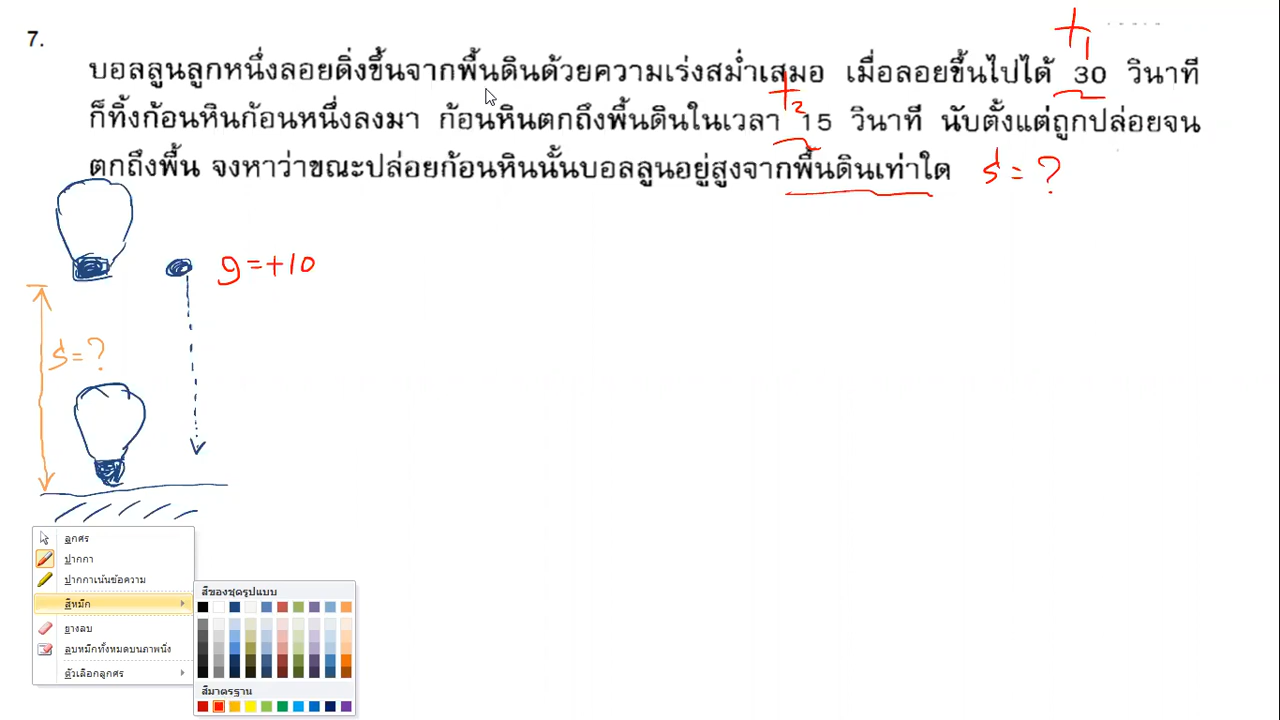 7.
t1
บอลลูนลูกหนึ่งลอยดิ่งขึ้นจากพื้นดินด้วยความเร่งสม่ำเสมอ เมื่อลอยขึ้นไปได้ 30 วินาที
t2
ก็ทิ้งก้อนหินก้อนหนึ่งลงมา ก้อนหินตกถึงพื้นดินในเวลา 15 วินาที นับตั้งแต่ถูกปล่อยจน
ตกถึงพื้น จงหาว่าขณะปล่อยก้อนหินนั้นบอลลูนอยู่สูงจากพื้นดินเท่าใด s = ?
g = +10
s = ?
ลูกศร
ปากกา
ปากกาเน้นข้อความ
สีหมึก
ยางลบ
ลบหมึกทั้งหมดบนภาพนิ่ง
ตัวเลือกลูกศร
สีของชุดรูปแบบ
สีมาตรฐาน